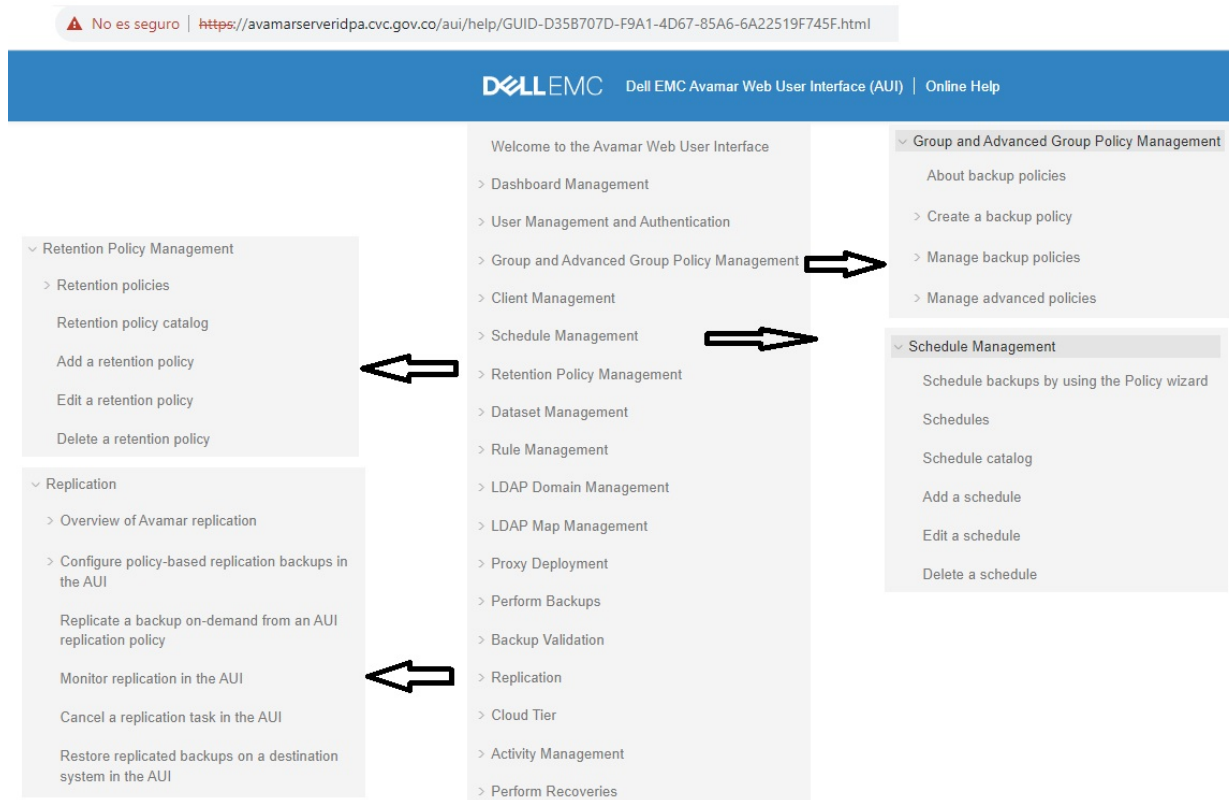 No es seguro | https://avamarserveridpa.cvc.gov.co/aui/help/GUID-D35B707D-F9A1-4D67-85A6-6A22519F745F.html
DELLEMC Dell EMC Avamar Web User Interface (AUI) | Online Help
Retention Policy Management
Retention policies
Retention policy catalog
Add a retention policy
Edit a retention policy
Delete a retention policy
Replication
Overview of Avamar replication
Configure policy-based replication backups in
the AUI
Replicate a backup on-demand from an AUI
replication policy
Monitor replication in the AUI
Cancel a replication task in the AUI
Restore replicated backups on a destination
system in the AUI
Welcome to the Avamar Web User Interface
Dashboard Management
User Management and Authentication
Group and Advanced Group Policy Management
Client Management
Schedule Management
Retention Policy Management
Dataset Management
Rule Management
LDAP Domain Management
LDAP Map Management
Proxy Deployment
Perform Backups
Backup Validation
Replication
Cloud Tier
Activity Management
Perform Recoveries
Group and Advanced Group Policy Management
About backup policies
Create a backup policy
Manage backup policies
Manage advanced policies
Schedule Management
Schedule backups by using the Policy wizard
Schedules
Schedule catalog
Add a schedule
Edit a schedule
Delete a schedule